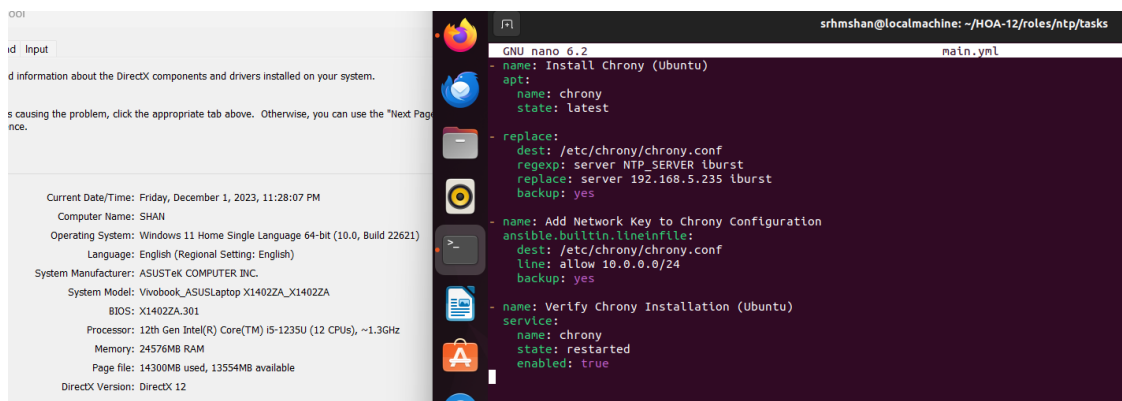 ool
nd Input
d information about the DirectX components and drivers installed on your system.
s causing the problem, click the appropriate tab above. Otherwise, you can use the "Next Pag
nce.
Current Date/Time: Friday, December 1, 2023, 11:28:07 PM
Computer Name: SHAN
Operating System: Windows 11 Home Single Language 64-bit (10.0, Build 22621)
Language: English (Regional Setting: English)
System Manufacturer: ASUSTeK COMPUTER INC.
System Model: Vivobook_ASUSLaptop X1402ZA_X1402ZA
BIOS: X1402ZA.301
Processor: 12th Gen Intel(R) Core(TM) i5-1235U (12 CPUs), ~1.3GHz
Memory: 24576MB RAM
Page file: 14300MB used, 13554MB available
DirectX Version: DirectX 12
srhmshan@localmachine: ~/HOA-12/roles/ntp/tasks
GNU nano 6.2 main.yml
- name: Install Chrony (Ubuntu)
apt:
name: chrony
state: latest
- replace:
dest: /etc/chrony/chrony.conf
regexp: server NTP_SERVER iburst
replace: server 192.168.5.235 iburst
backup: yes
- name: Add Network Key to Chrony Configuration
ansible.builtin.lineinfile:
dest: /etc/chrony/chrony.conf
line: allow 10.0.0.0/24
backup: yes
- name: Verify Chrony Installation (Ubuntu)
service:
name: chrony
state: restarted
enabled: true